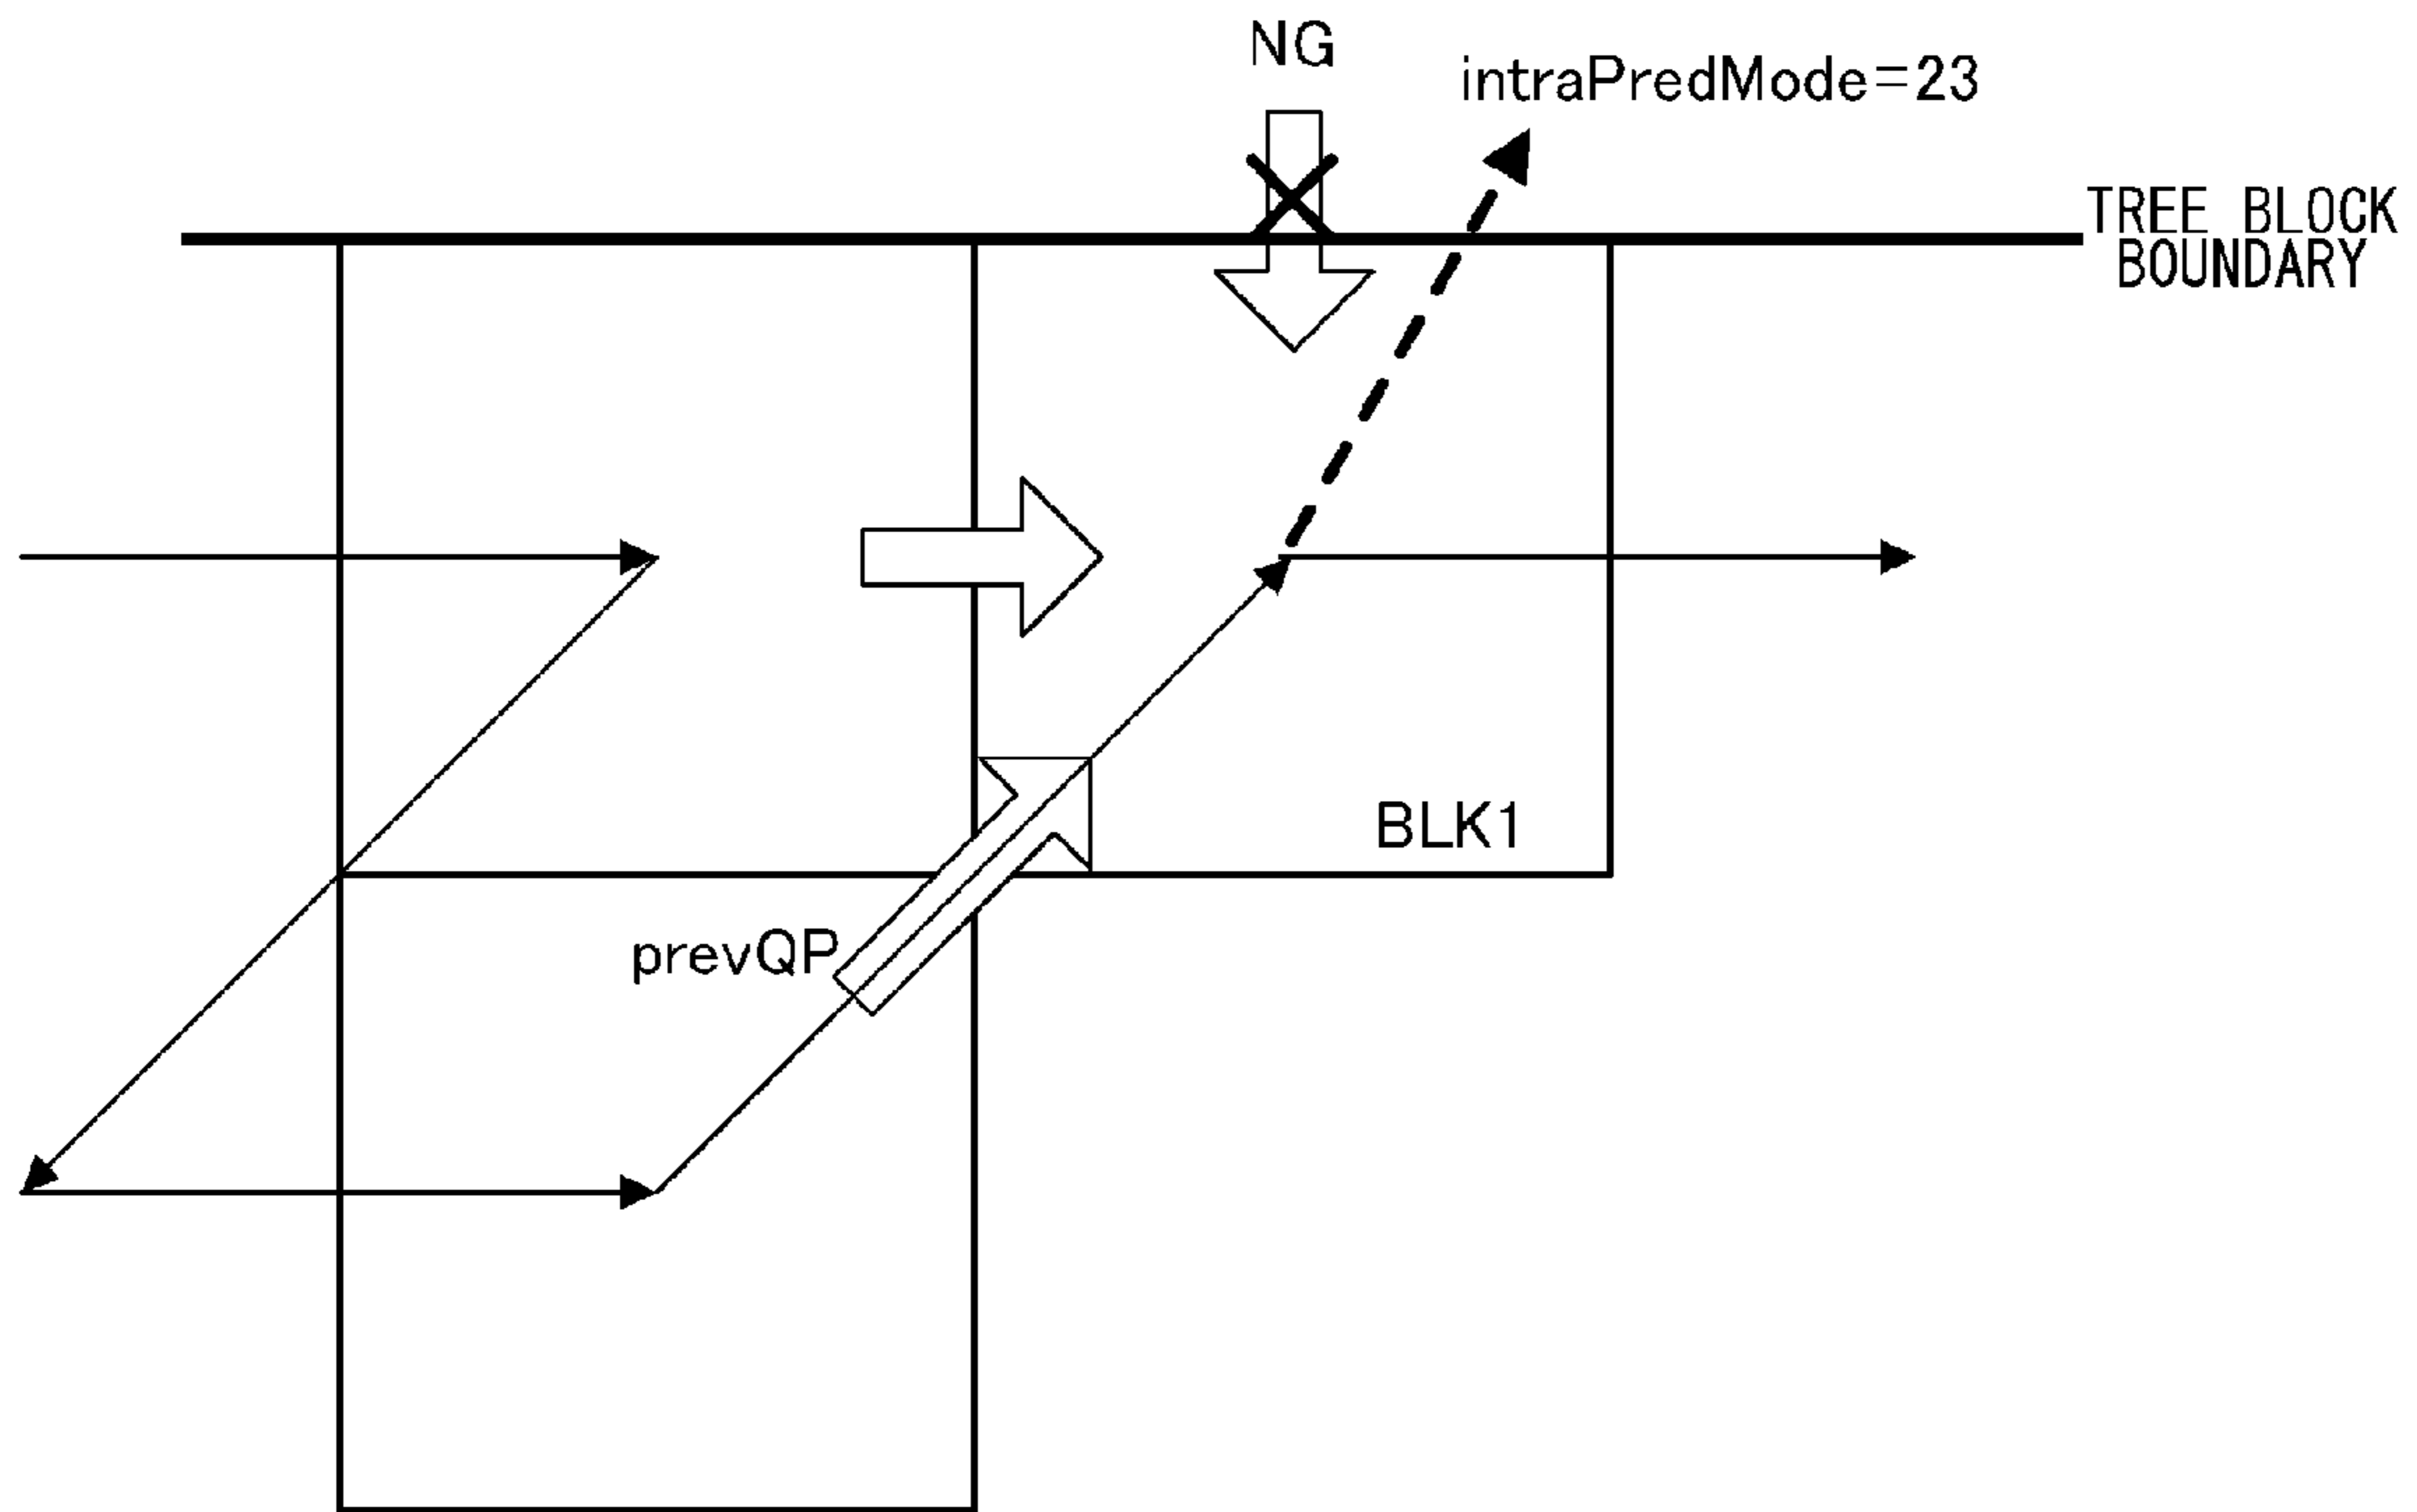 NG
intraPredMode=23
TREE BLOCK
BOUNDARY
BLK1
prevQP